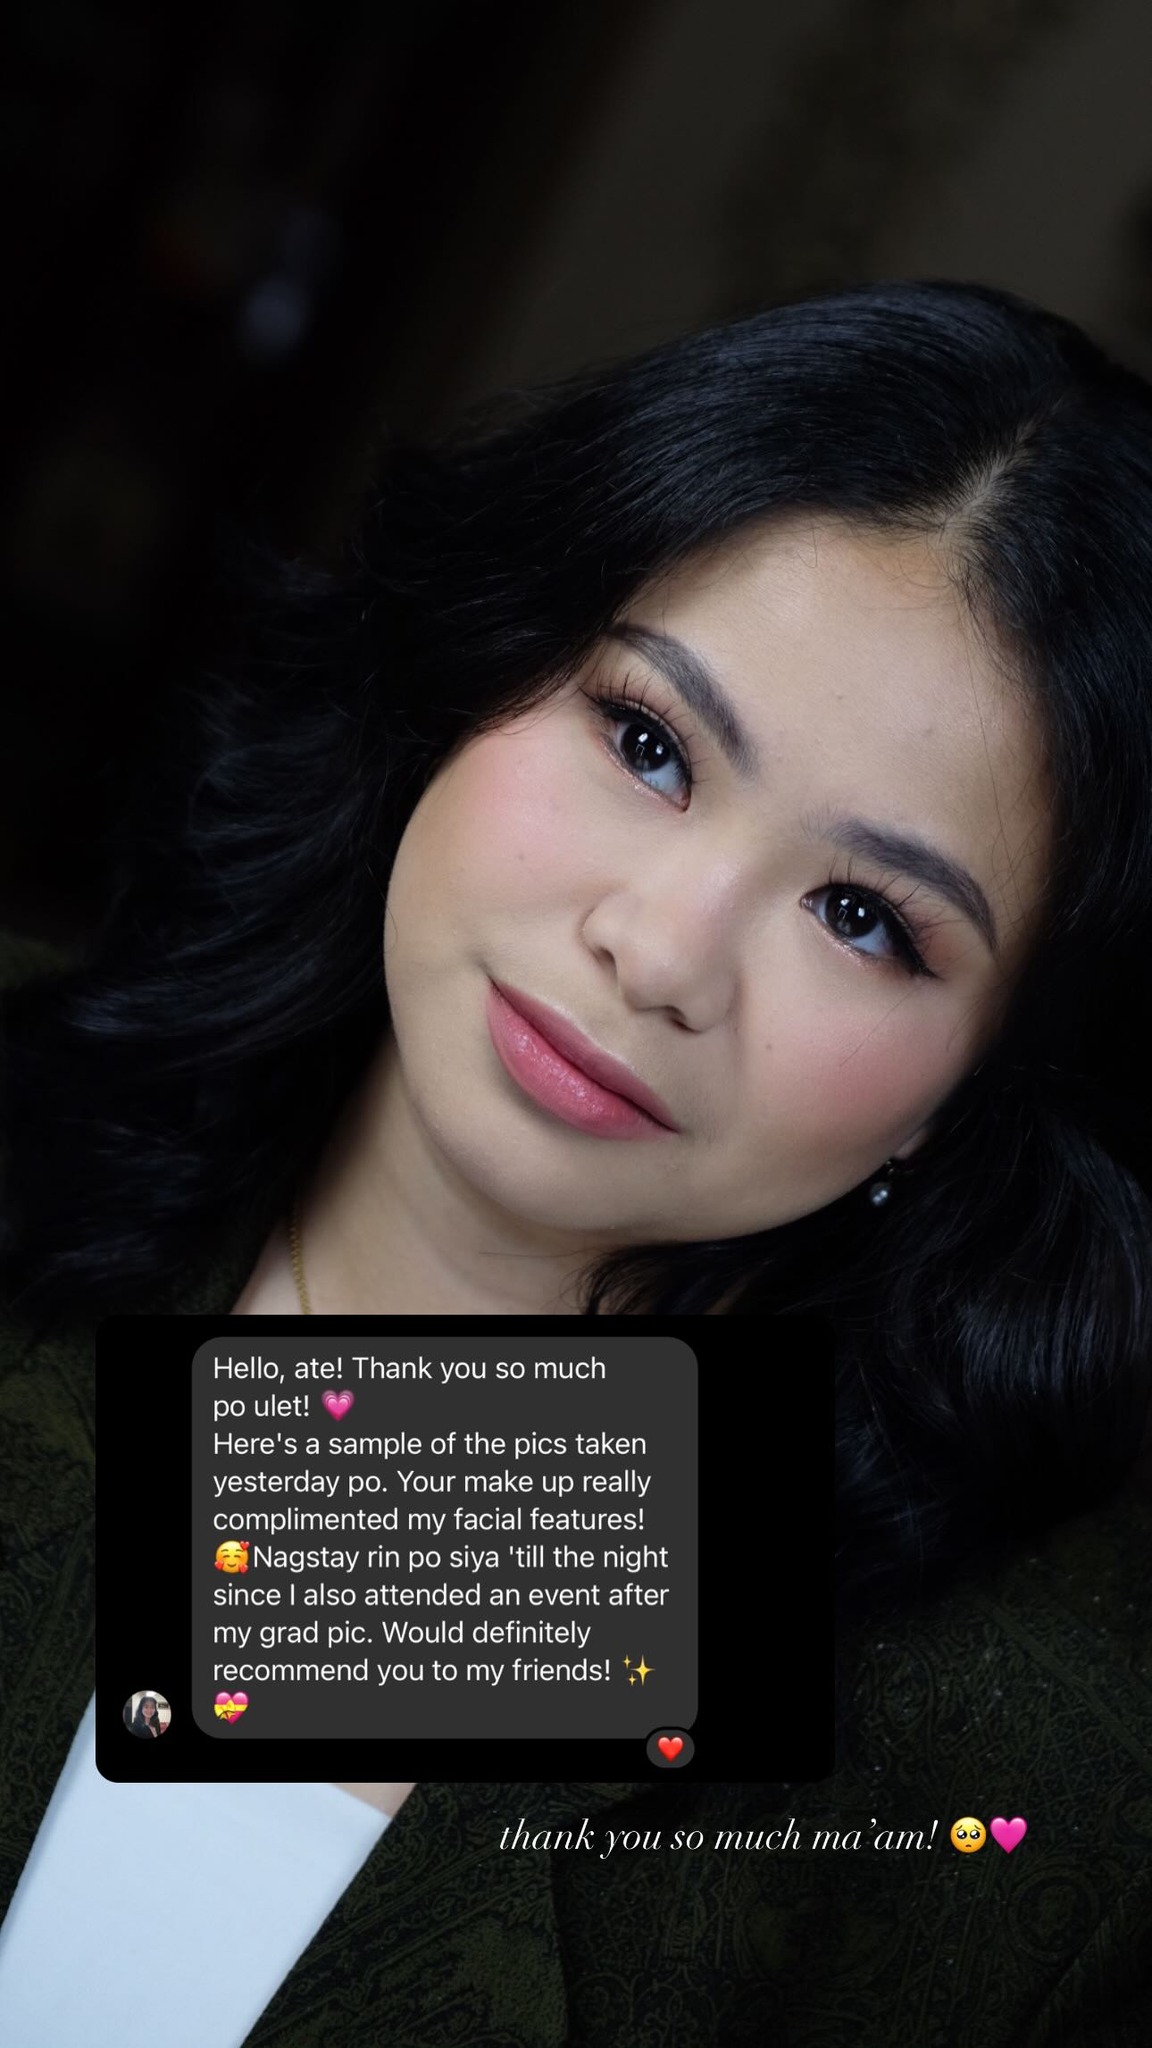 Hello, ate! Thank you so much
po ulet! 💗
Here's a sample of the pics taken
yesterday po. Your make up really
complimented my facial features!
🥰Nagstay rin po siya 'till the night
since I also attended an event after
my grad pic. Would definitely
recommend you to my friends! ✨
💝
❤️
thank you so much ma’am! 🥺🩷